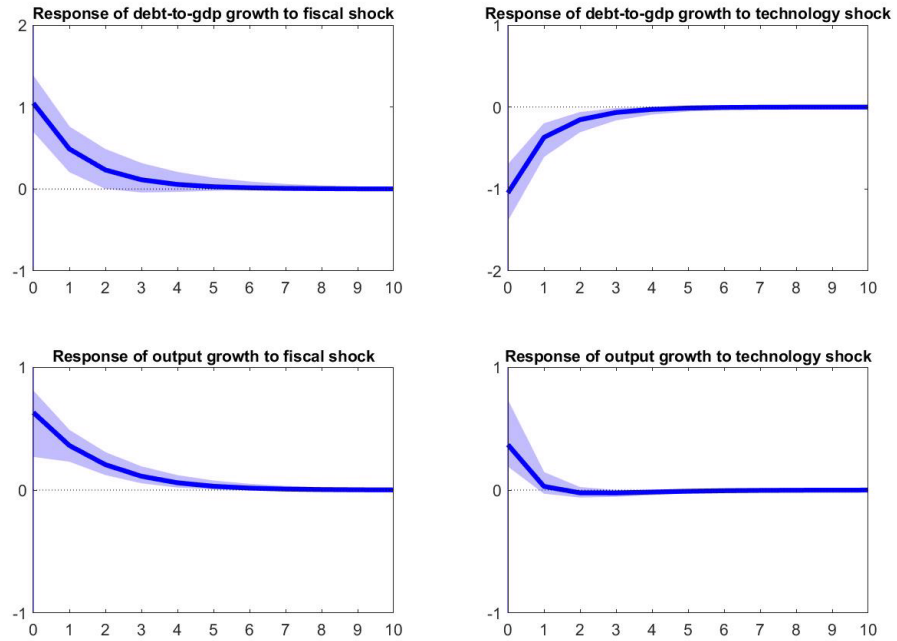 Response of debt-to-gdp growth to fiscal shock
2
1
0
-1
0 1 2 3 4 5 6 7 8 9 10
Response of debt-to-gdp growth to technology shock
1
0
-1
-2
0 1 2 3 4 5 6 7 8 9 10
Response of output growth to fiscal shock
1
0
-1
0 1 2 3 4 5 6 7 8 9 10
Response of output growth to technology shock
1
0
-1
0 1 2 3 4 5 6 7 8 9 10